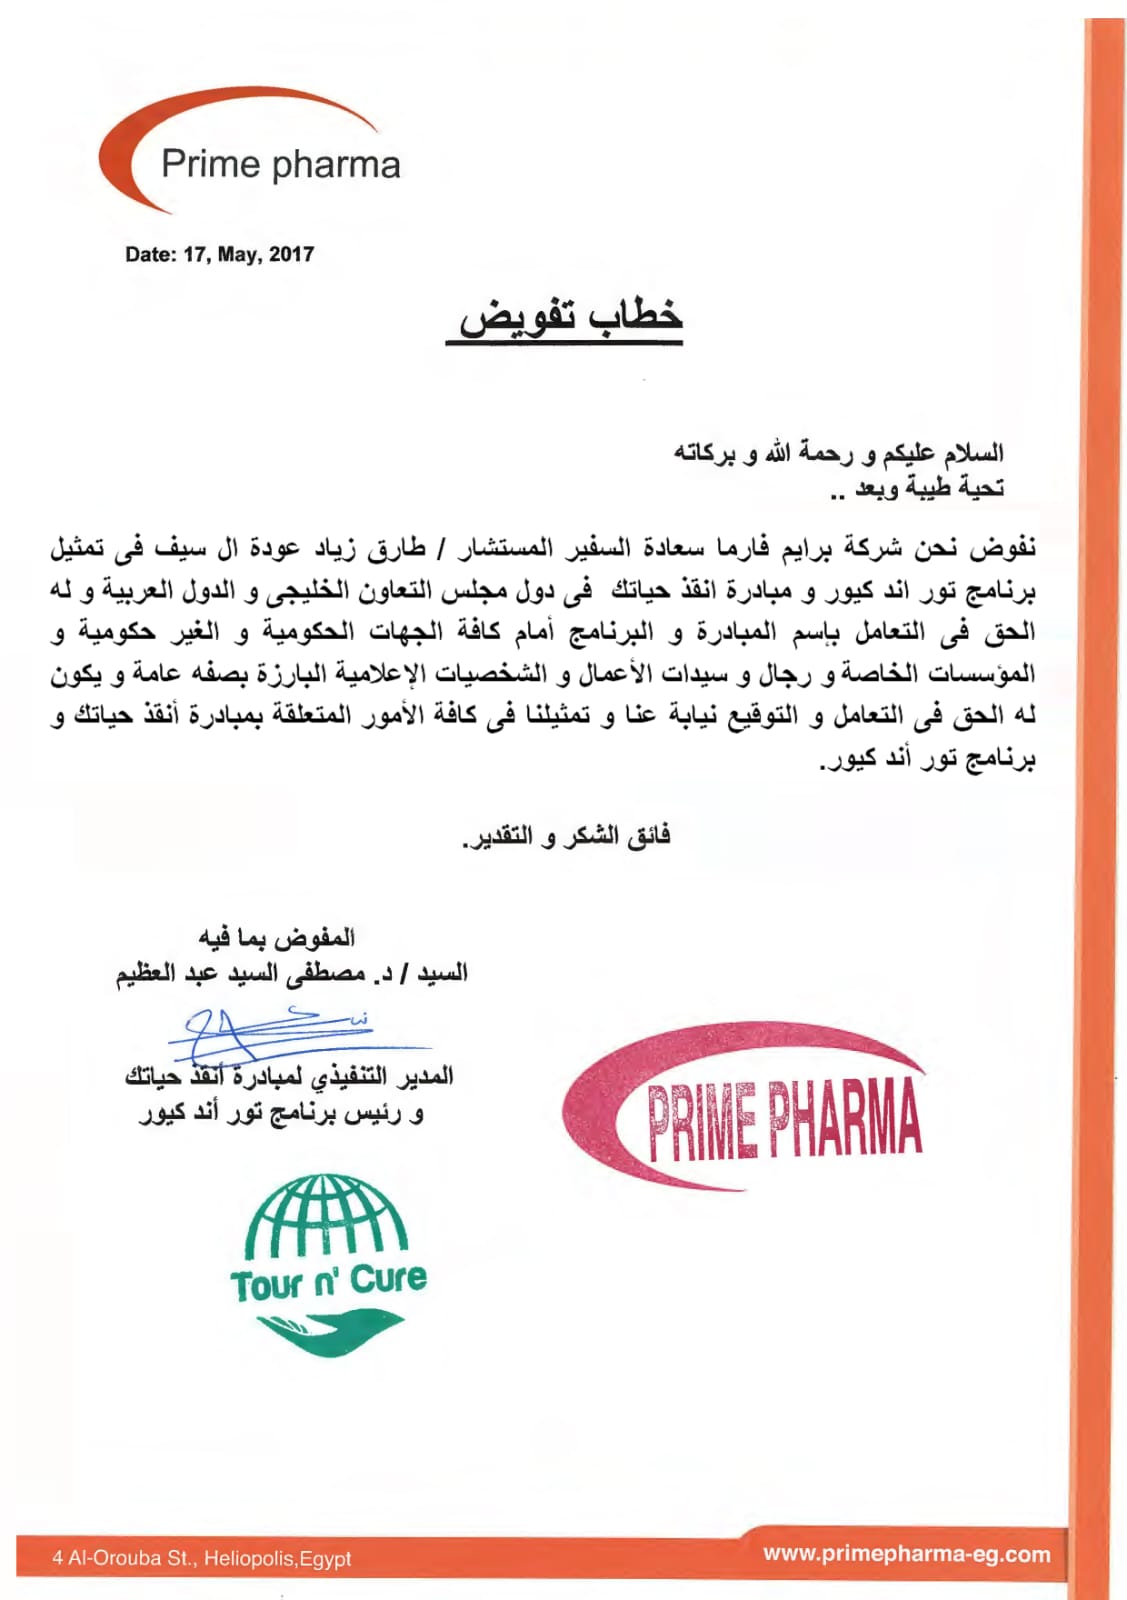 Prime pharma
Date: 17, May, 2017
خطاب تفويض
السلام عليكم و رحمة الله و بركاته
تحية طيبة وبعد ..
نفوض نحن شركة برايم فارما سعادة السفير المستشار / طارق زياد عودة ال سيف فى تمثيل
برنامج تور اند كيور و مبادرة انقذ حياتك فى دول مجلس التعاون الخليجى و الدول العربية و له
الحق فى التعامل بإسم المبادرة و البرنامج أمام كافة الجهات الحكومية و الغير حكومية و
المؤسسات الخاصة و رجال و سيدات الأعمال و الشخصيات الإعلامية البارزة بصفه عامة و يكون
له الحق فى التعامل و التوقيع نيابة عنا و تمثيلنا فى كافة الأمور المتعلقة بمبادرة أنقذ حياتك و
برنامج تور أند كيور.
فائق الشكر و التقدير.
المفوض بما فيه
السيد / د. مصطفى السيد عبد العظيم
المدير التنفيذي لمبادرة أنقذ حياتك
و رئيس برنامج تور أند كيور
PRIME PHARMA
Tour n' Cure
4 Al-Orouba St., Heliopolis,Egypt
www.primepharma-eg.com